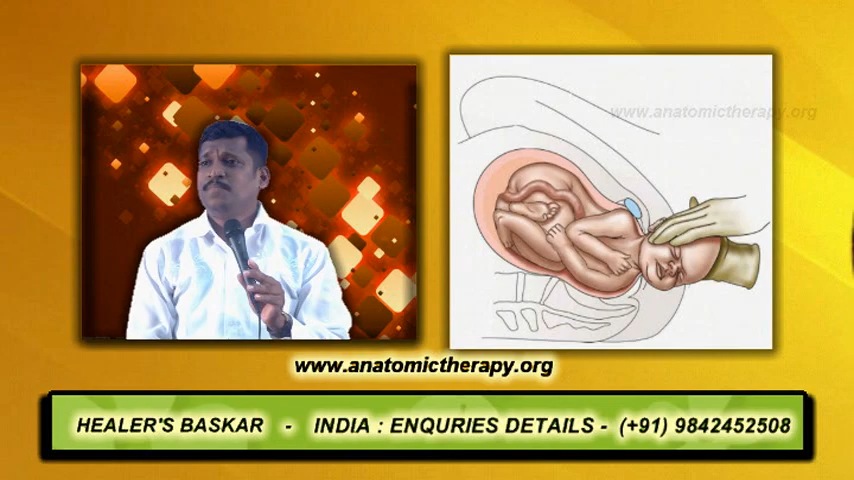 www.anatomictherapy.org
www.anatomictherapy.org
HEALER'S BASKAR - INDIA : ENQURIES DETAILS - (+91) 9842452508